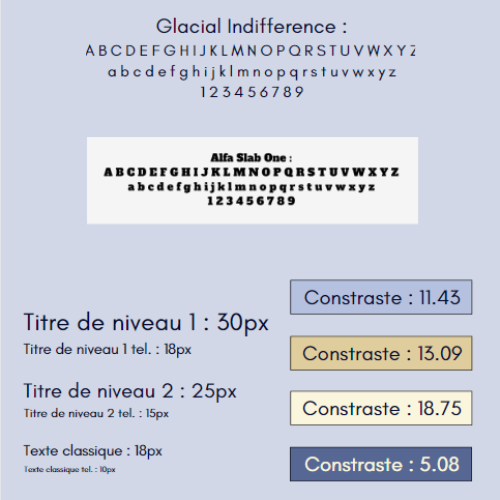 Glacial Indifference :
A B C D E F G H I J K L M N O P Q R S T U V W X Y Z
a b c d e f g h i j k l m n o p q r s t u v w x y z
1 2 3 4 5 6 7 8 9
Alfa Slab One :
A B C D E F G H I J K L M N O P Q R S T U V W X Y Z
a b c d e f g h i j k l m n o p q r s t u v w x y z
1 2 3 4 5 6 7 8 9
Titre de niveau 1 : 30px
Titre de niveau 1 tel. : 18px
Titre de niveau 2 : 25px
Titre de niveau 2 tel. : 15px
Texte classique : 18px
Texte classique tel. : 10px
Constraste : 11.43
Constraste : 13.09
Constraste : 18.75
Constraste : 5.08